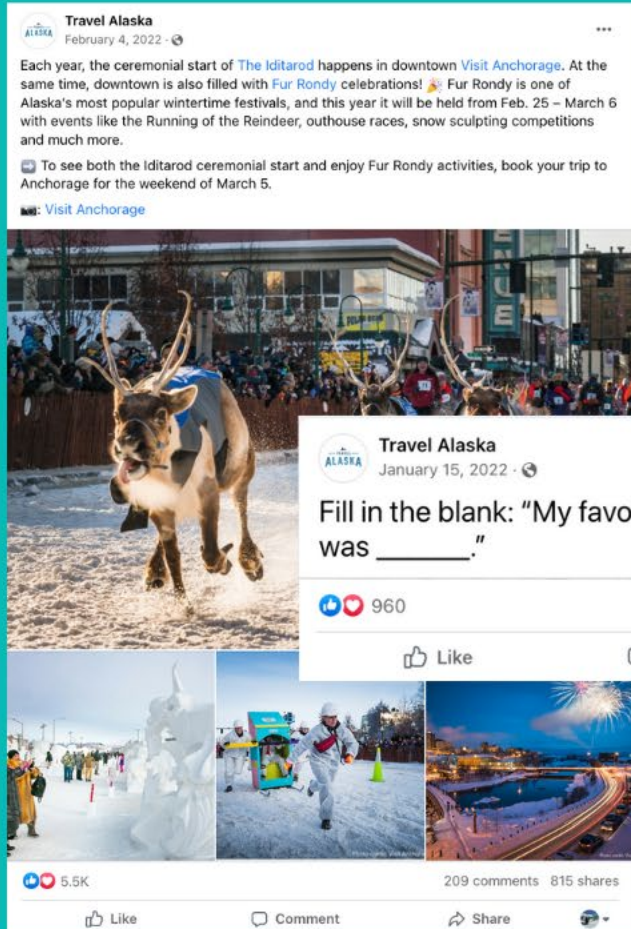 Travel Alaska
February 4, 2022 ·
Each year, the ceremonial start of The Iditarod happens in downtown Visit Anchorage. At the
same time, downtown is also filled with Fur Rondy celebrations! 🎉 Fur Rondy is one of
Alaska's most popular wintertime festivals, and this year it will be held from Feb. 25 – March 6
with events like the Running of the Reindeer, outhouse races, snow sculpting competitions
and much more.
➡️ To see both the Iditarod ceremonial start and enjoy Fur Rondy activities, book your trip to
Anchorage for the weekend of March 5.
📷: Visit Anchorage
ALASKA
Travel Alaska
January 15, 2022 ·
Fill in the blank: “My favo
was ______.”
960
Like
5.5K
209 comments 815 shares
Like Comment Share